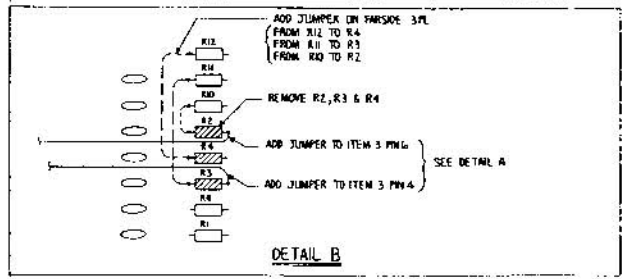 ADD JUMPER ON FARSIDE 3PL
FROM R12 TO R4
FROM R11 TO R3
FROM R10 TO R2
R12
R11
R10
REMOVE R2, R3 & R4
R2
ADD JUMPER TO ITEM 3 PIN 6
R4
SEE DETAIL A
R3
ADD JUMPER TO ITEM 3 PIN 4
R1
DETAIL B